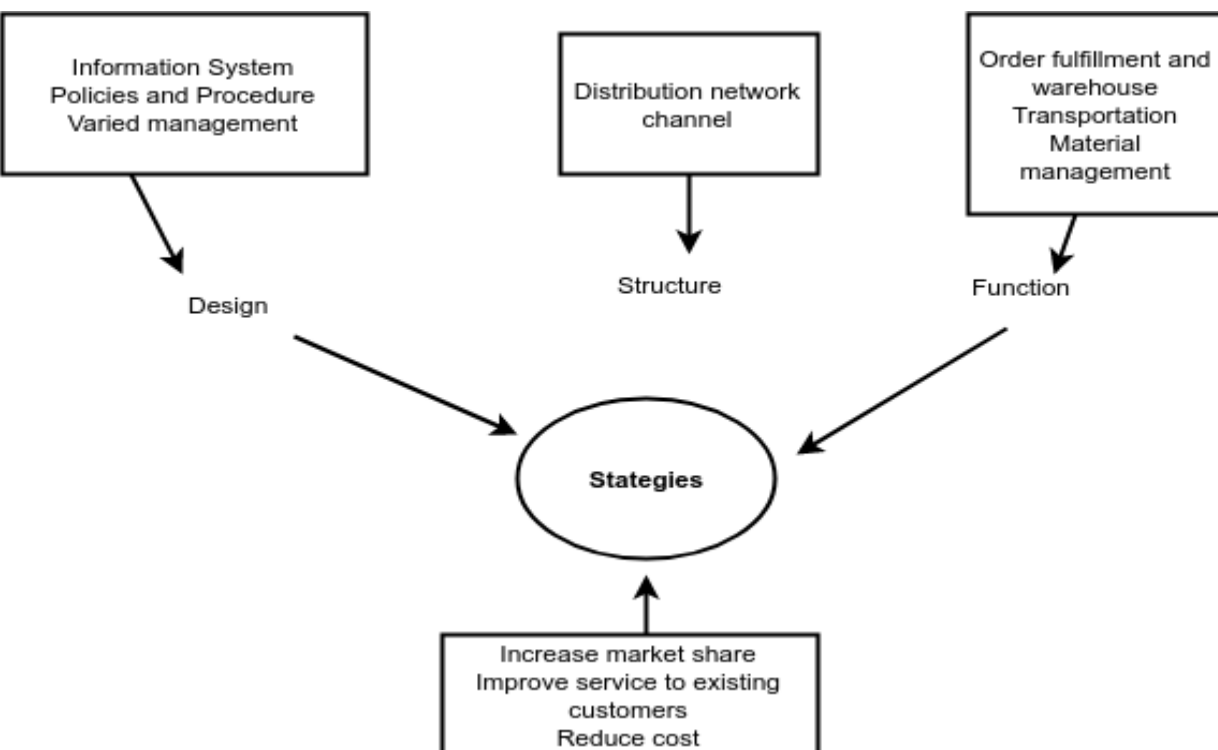 Information System
Policies and Procedure
Varied management
Distribution network
channel
Order fulfillment and
warehouse
Transportation
Material
management
Design
Structure
Function
Stategies
Increase market share
Improve service to existing
customers
Reduce cost